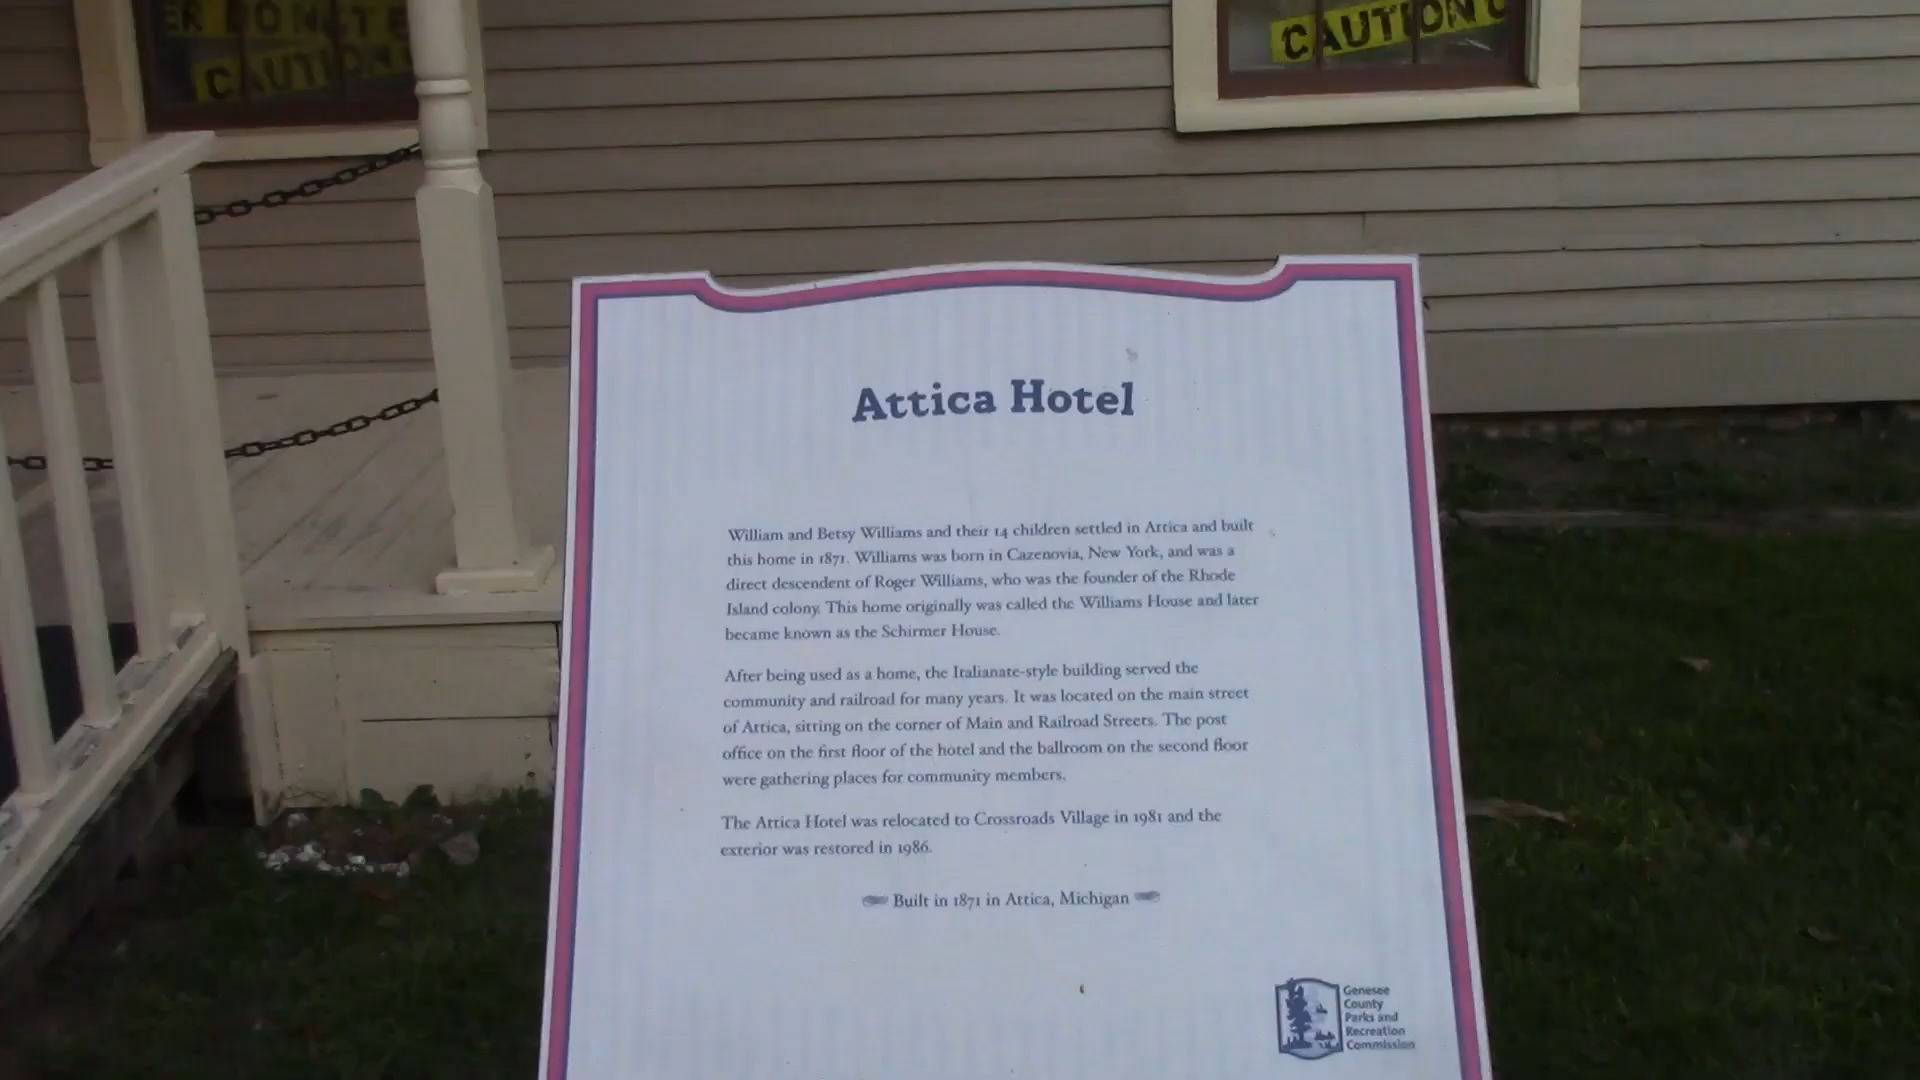 ER DO NOT E
CAUTION
CAUTION C
Attica Hotel
William and Betsy Williams and their 14 children settled in Attica and built
this home in 1871. Williams was born in Cazenovia, New York, and was a
direct descendent of Roger Williams, who was the founder of the Rhode
Island colony. This home originally was called the Williams House and later
became known as the Schirmer House.
After being used as a home, the Italianate-style building served the
community and railroad for many years. It was located on the main street
of Attica, sitting on the corner of Main and Railroad Streets. The post
office on the first floor of the hotel and the ballroom on the second floor
were gathering places for community members.
The Attica Hotel was relocated to Crossroads Village in 1981 and the
exterior was restored in 1986.
Built in 1871 in Attica, Michigan
Genesee
County
Parks and
Recreation
Commission